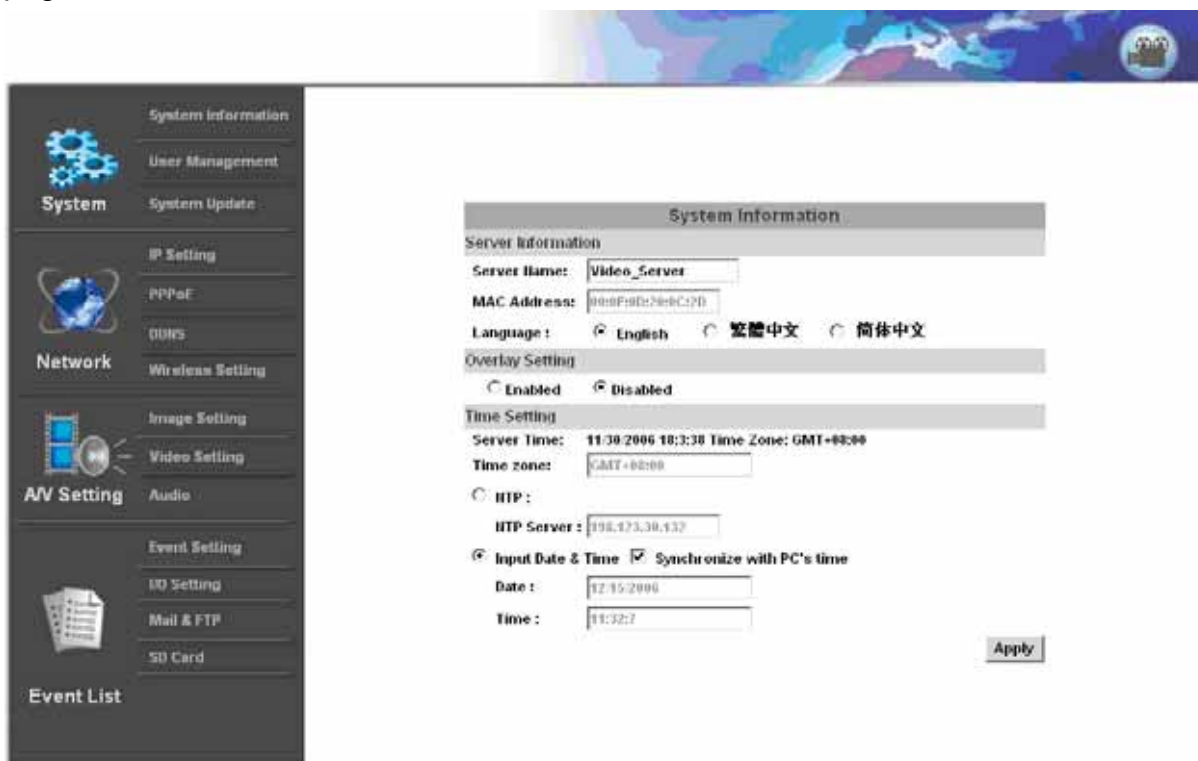 System Information
User Management
System Update
System
IP Setting
PPPoE
DDNS
Wireless Setting
Network
Image Setting
Video Setting
Audio
A/V Setting
Event Setting
I/O Setting
Mail & FTP
SD Card
Event List
System Information
Server Information
Server Name: Video_Server
MAC Address:
Language : English 繁體中文 简体中文
Overlay Setting
Enabled Disabled
Time Setting
Server Time: 11/30/2006 18:3:38 Time Zone: GMT+08:00
Time zone: GMT+08:00
NTP :
NTP Server :
Input Date & Time Synchronize with PC's time
Date : 12/15/2006
Time : 11:32:7
Apply